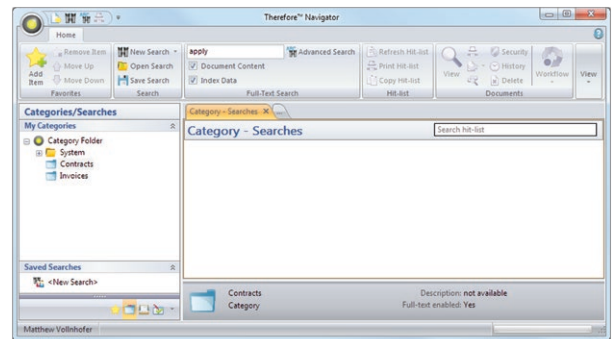 Therefore™ Navigator
Home
Add Item
Remove Item
Move Up
Move Down
Favorites
New Search
Open Search
Save Search
Search
apply
Advanced Search
Document Content
Index Data
Full-Text Search
Refresh Hit-list
Print Hit-list
Copy Hit-list
Hit-list
View
Security
History
Delete
Documents
Workflow
View
Categories/Searches
My Categories
Category Folder
System
Contracts
Invoices
Saved Searches
<New Search>
Category - Searches
Category - Searches
Search hit-list
Contracts
Category
Description: not available
Full-text enabled: Yes
Matthew Vollnhofer